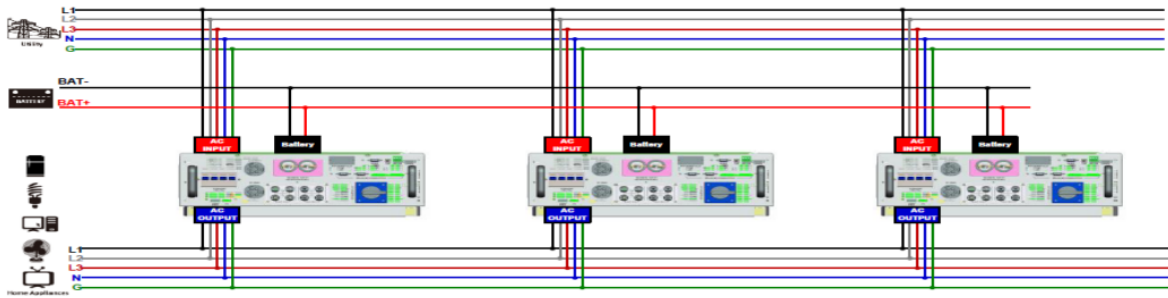 L1
L2
L3
N
G
Utility
BAT-
BATTERY
BAT+
AC INPUT
Battery
AC INPUT
Battery
AC INPUT
Battery
AC OUTPUT
AC OUTPUT
AC OUTPUT
L1
L2
L3
N
G
Home Appliances